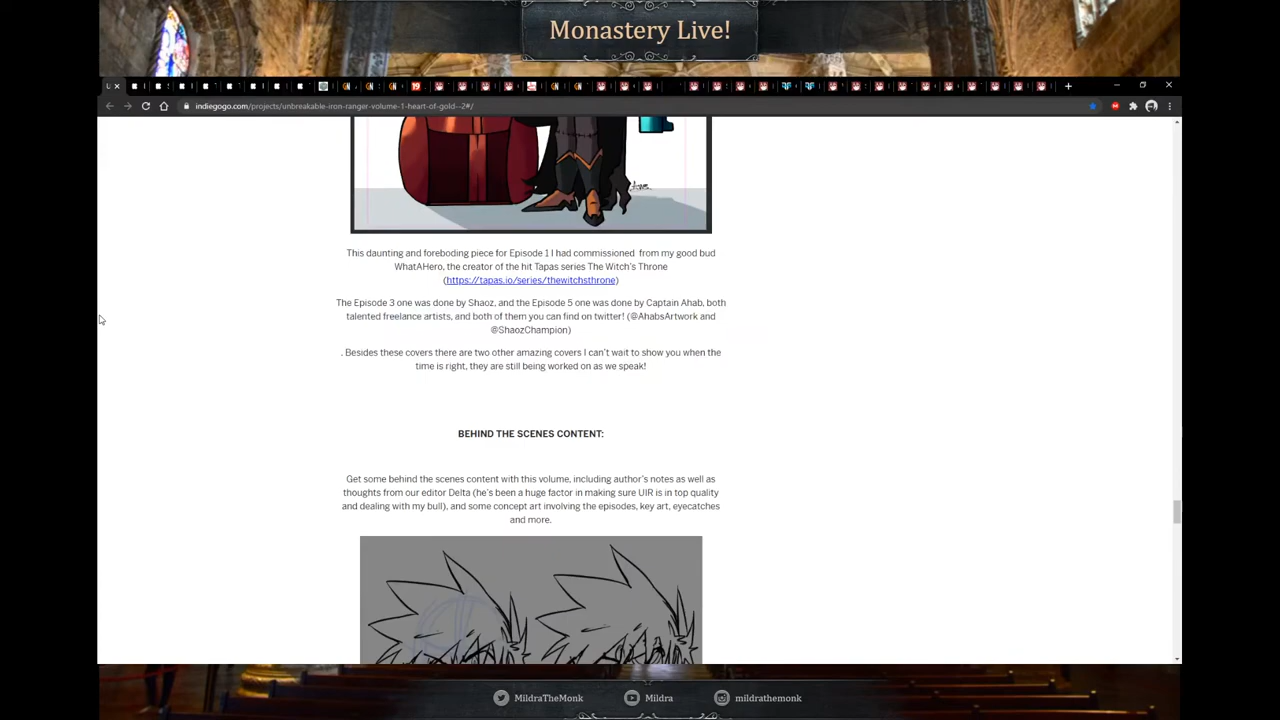 Monastery Live!
indiegogo.com/projects/unbreakable-iron-ranger-volume-1-heart-of-gold--2#/
This daunting and foreboding piece for Episode 1 I had commissioned from my good bud
WhatAHero, the creator of the hit Tapas series The Witch's Throne
(https://tapas.io/series/thewitchsthrone)
The Episode 3 one was done by Shaoz, and the Episode 5 one was done by Captain Ahab, both
talented freelance artists, and both of them you can find on twitter! (@AhabsArtwork and
@ShaozChampion)
. Besides these covers there are two other amazing covers I can't wait to show you when the
time is right, they are still being worked on as we speak!
BEHIND THE SCENES CONTENT:
Get some behind the scenes content with this volume, including author's notes as well as
thoughts from our editor Delta (he's been a huge factor in making sure UIR is in top quality
and dealing with my bull), and some concept art involving the episodes, key art, eyecatches
and more.
MildraTheMonk
Mildra
mildrathemonk